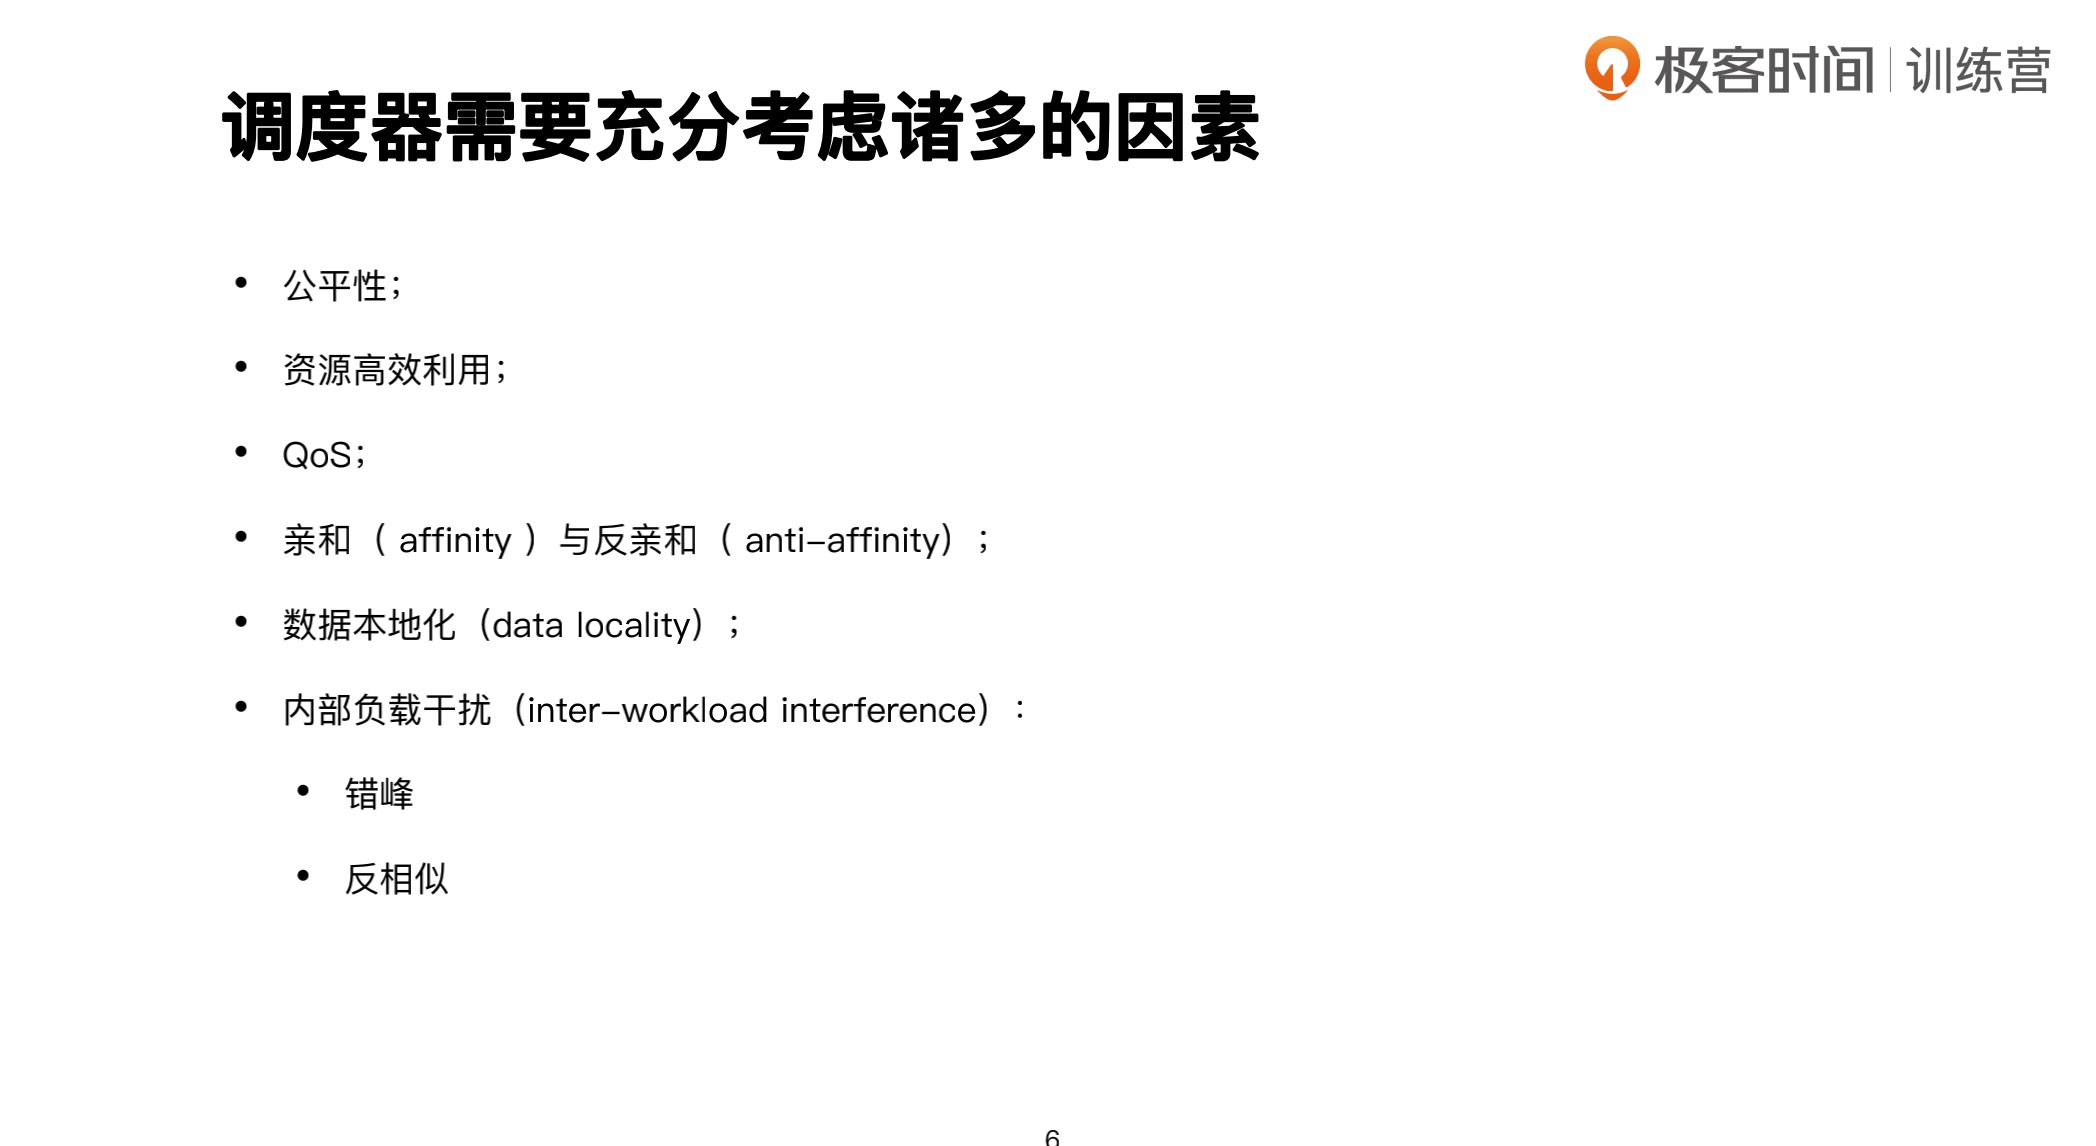 极客时间 | 训练营
调度器需要充分考虑诸多的因素
• 公平性；
• 资源高效利用；
• QoS；
• 亲和（ affinity ）与反亲和（ anti-affinity）；
• 数据本地化（data locality）；
• 内部负载干扰（inter-workload interference）：
• 错峰
• 反相似
6